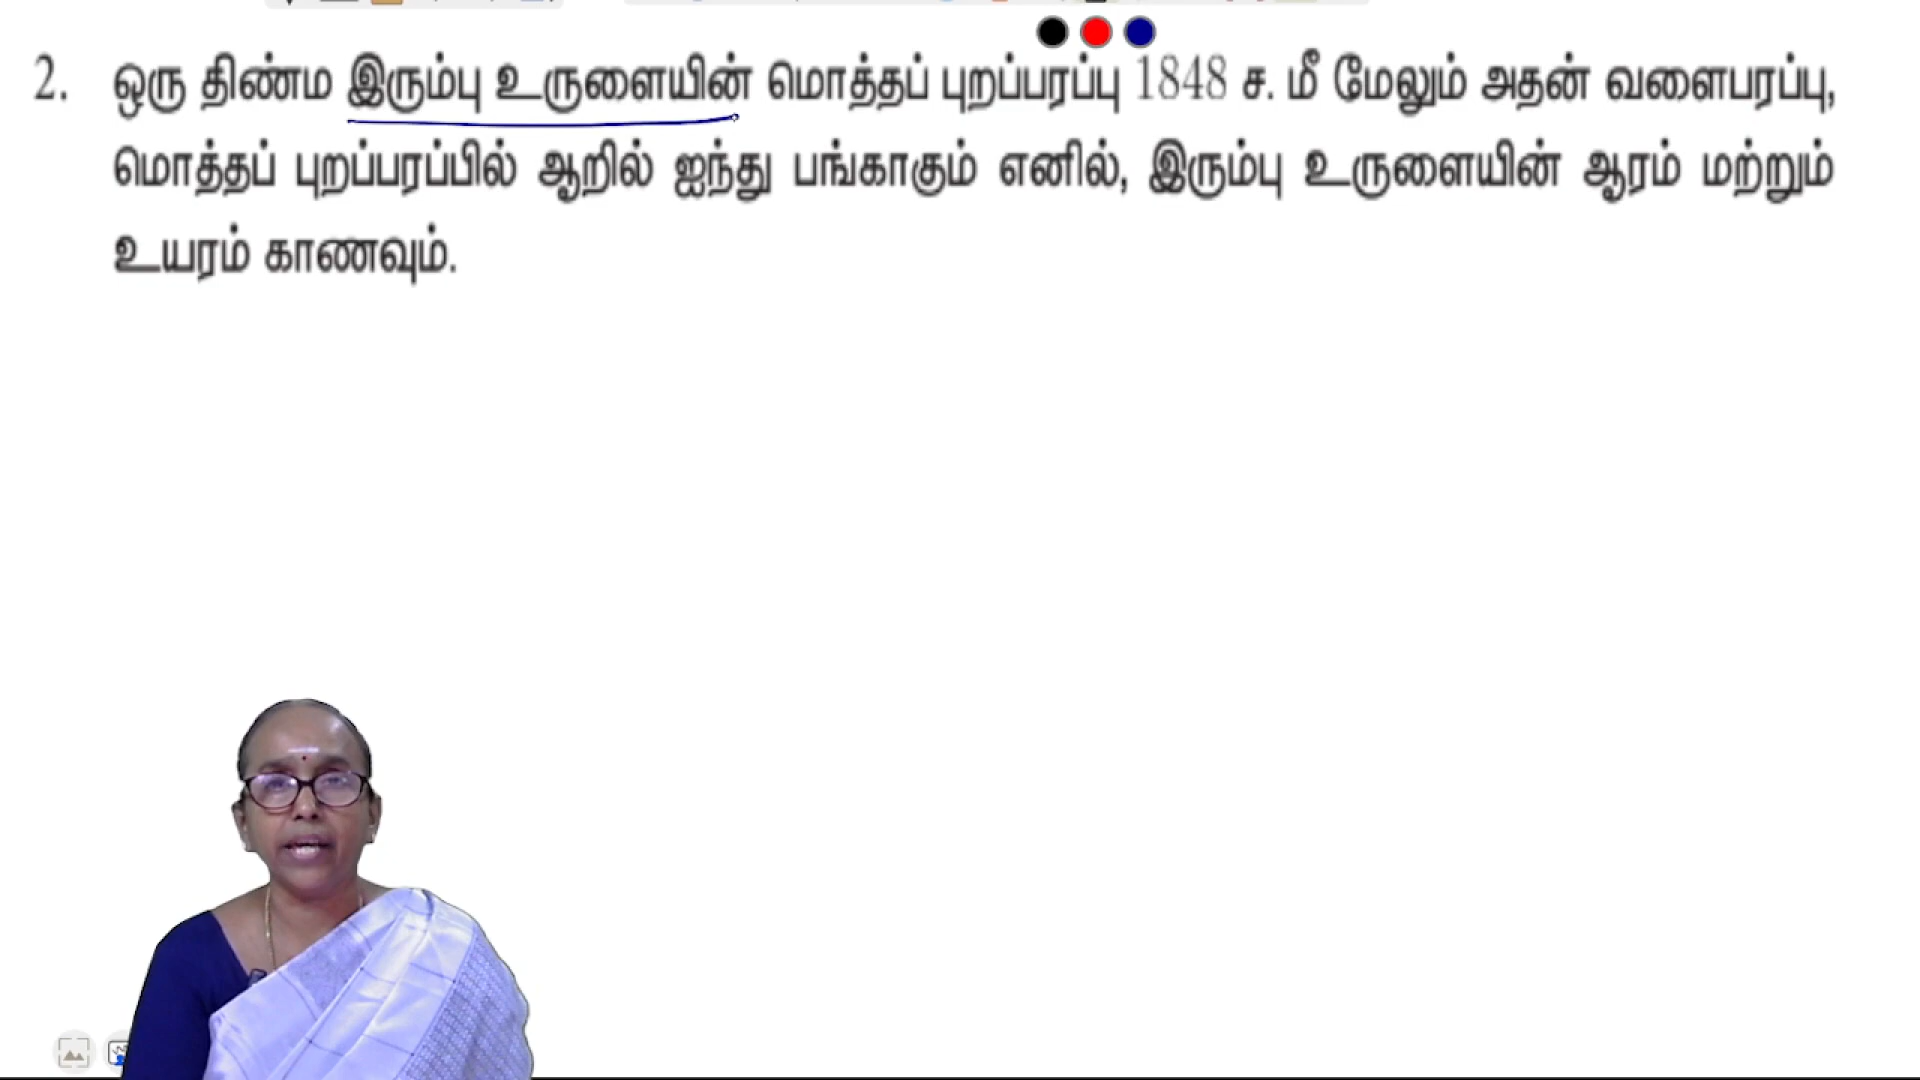 2. ஒரு திண்ம இரும்பு உருளையின் மொத்தப் புறப்பரப்பு 1848 ச. மீ மேலும் அதன் வளைபரப்பு,
மொத்தப் புறப்பரப்பில் ஆறில் ஐந்து பங்காகும் எனில், இரும்பு உருளையின் ஆரம் மற்றும்
உயரம் காணவும்.